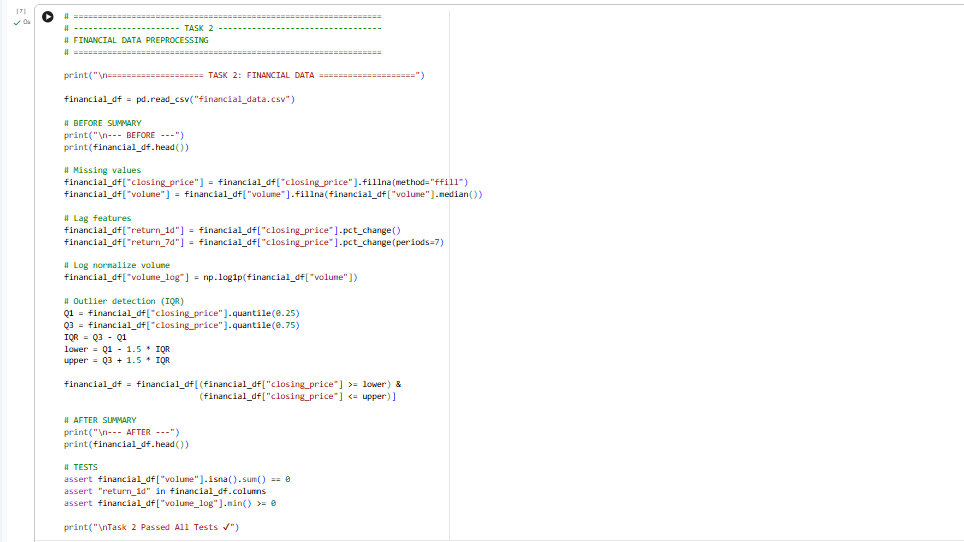 [7]
✓ 0s
# ================================================================
# ---------------------- TASK 2 ----------------------------------
# FINANCIAL DATA PREPROCESSING
# ================================================================
print("\n==================== TASK 2: FINANCIAL DATA ====================")
financial_df = pd.read_csv("financial_data.csv")
# BEFORE SUMMARY
print("\n--- BEFORE ---")
print(financial_df.head())
# Missing values
financial_df["closing_price"] = financial_df["closing_price"].fillna(method="ffill")
financial_df["volume"] = financial_df["volume"].fillna(financial_df["volume"].median())
# Lag features
financial_df["return_1d"] = financial_df["closing_price"].pct_change()
financial_df["return_7d"] = financial_df["closing_price"].pct_change(periods=7)
# Log normalize volume
financial_df["volume_log"] = np.log1p(financial_df["volume"])
# Outlier detection (IQR)
Q1 = financial_df["closing_price"].quantile(0.25)
Q3 = financial_df["closing_price"].quantile(0.75)
IQR = Q3 - Q1
lower = Q1 - 1.5 * IQR
upper = Q3 + 1.5 * IQR
financial_df = financial_df[(financial_df["closing_price"] >= lower) &
(financial_df["closing_price"] <= upper)]
# AFTER SUMMARY
print("\n--- AFTER ---")
print(financial_df.head())
# TESTS
assert financial_df["volume"].isna().sum() == 0
assert "return_1d" in financial_df.columns
assert financial_df["volume_log"].min() >= 0
print("\nTask 2 Passed All Tests ✓")